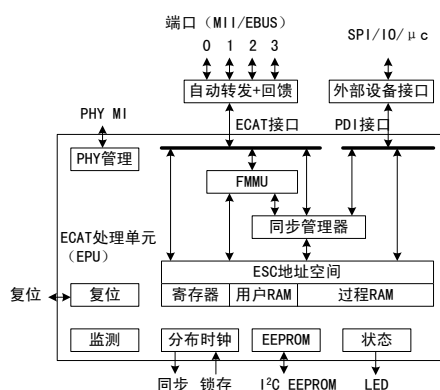 端口（MII/EBUS）
0 1 2 3
SPI/IO/μc
自动转发+回馈
外部设备接口
PHY MI
ECAT接口
PDI接口
PHY管理
FMMU
同步管理器
ECAT处理单元
（EPU）
ESC地址空间
寄存器 用户RAM 过程RAM
复位 复位
监测 分布时钟 EEPROM 状态
同步 锁存 I²C EEPROM LED